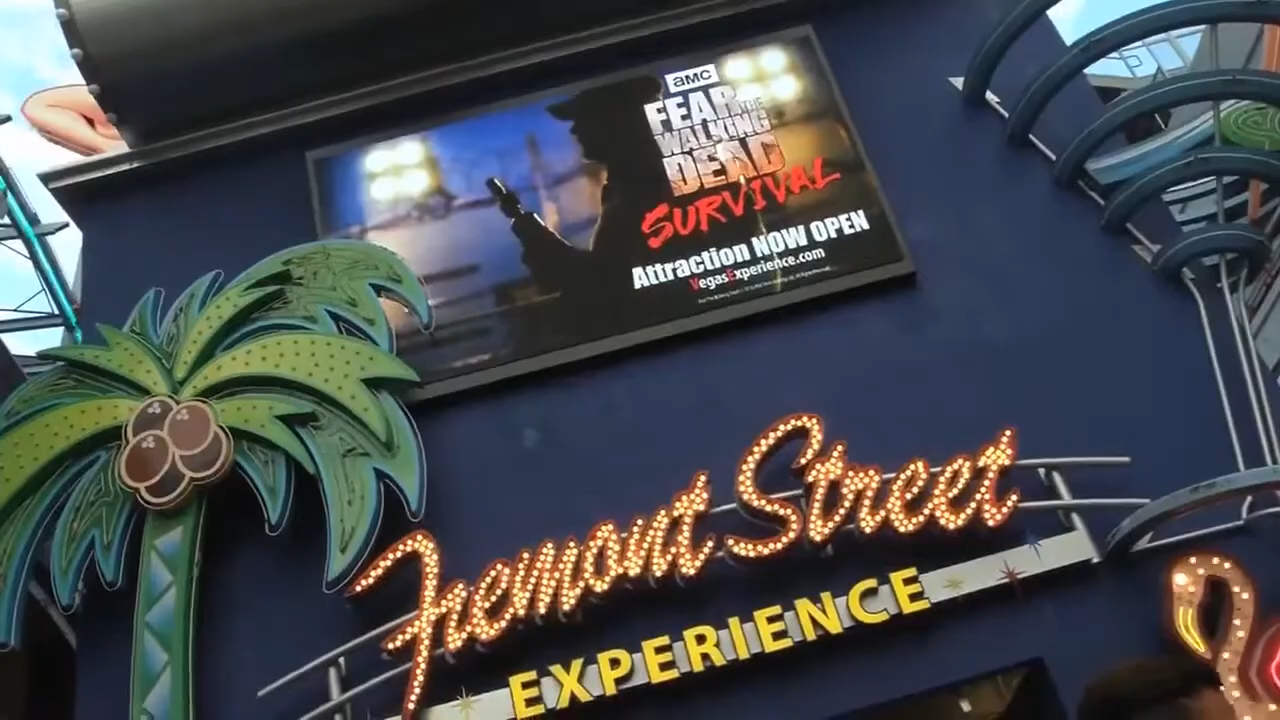 amc
FEAR THE
WALKING
DEAD
SURVIVAL
Attraction NOW OPEN
VegasExperience.com
Fremont Street
EXPERIENCE